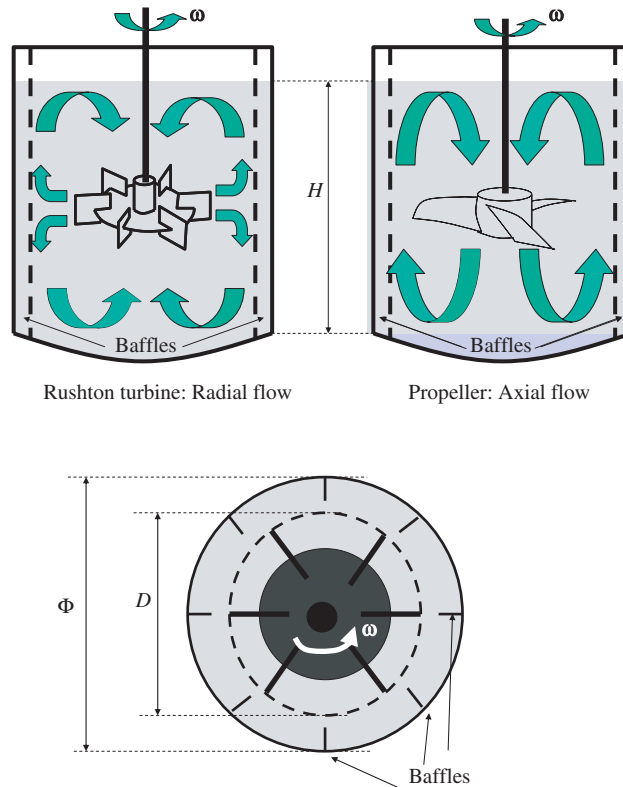 ω
ω
H
Baffles
Baffles
Rushton turbine: Radial flow
Propeller: Axial flow
Φ
D
ω
Baffles